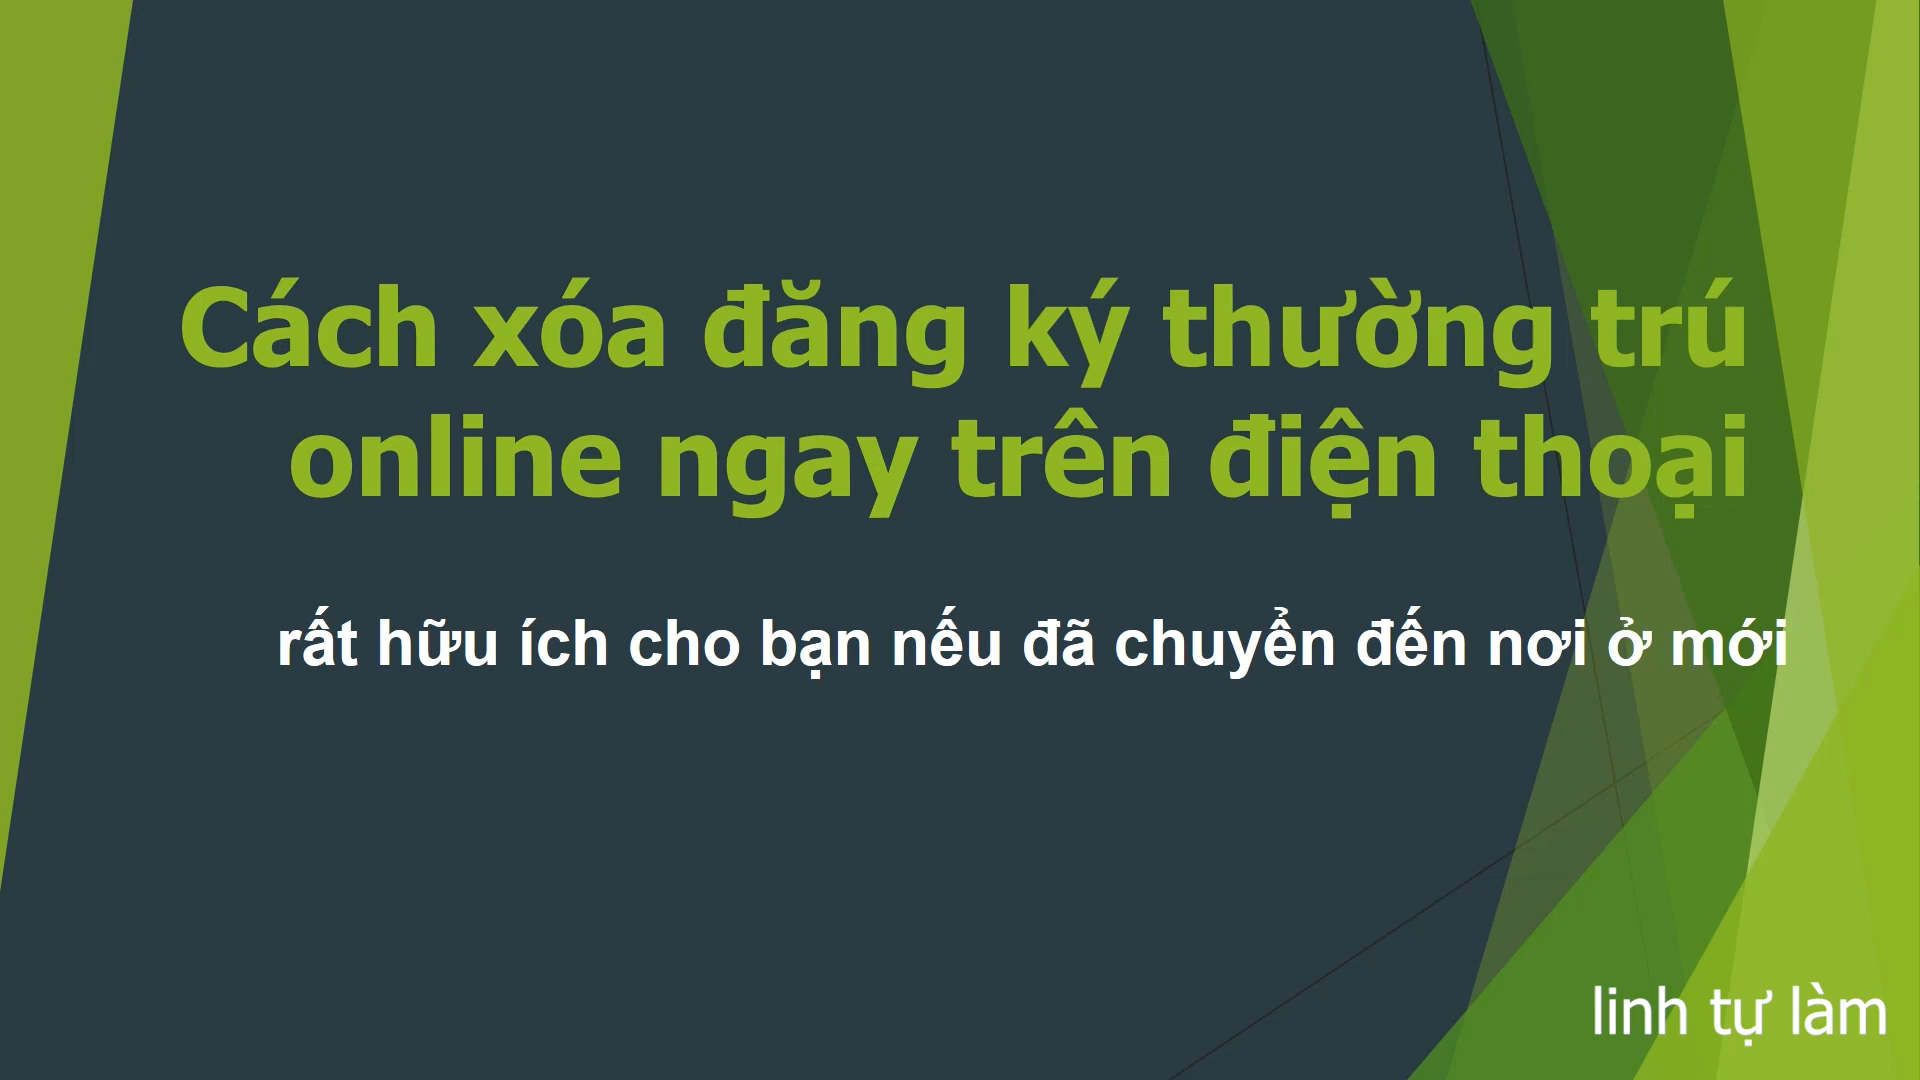 Cách xóa đăng ký thường trú
online ngay trên điện thoại
rất hữu ích cho bạn nếu đã chuyển đến nơi ở mới
linh tự làm